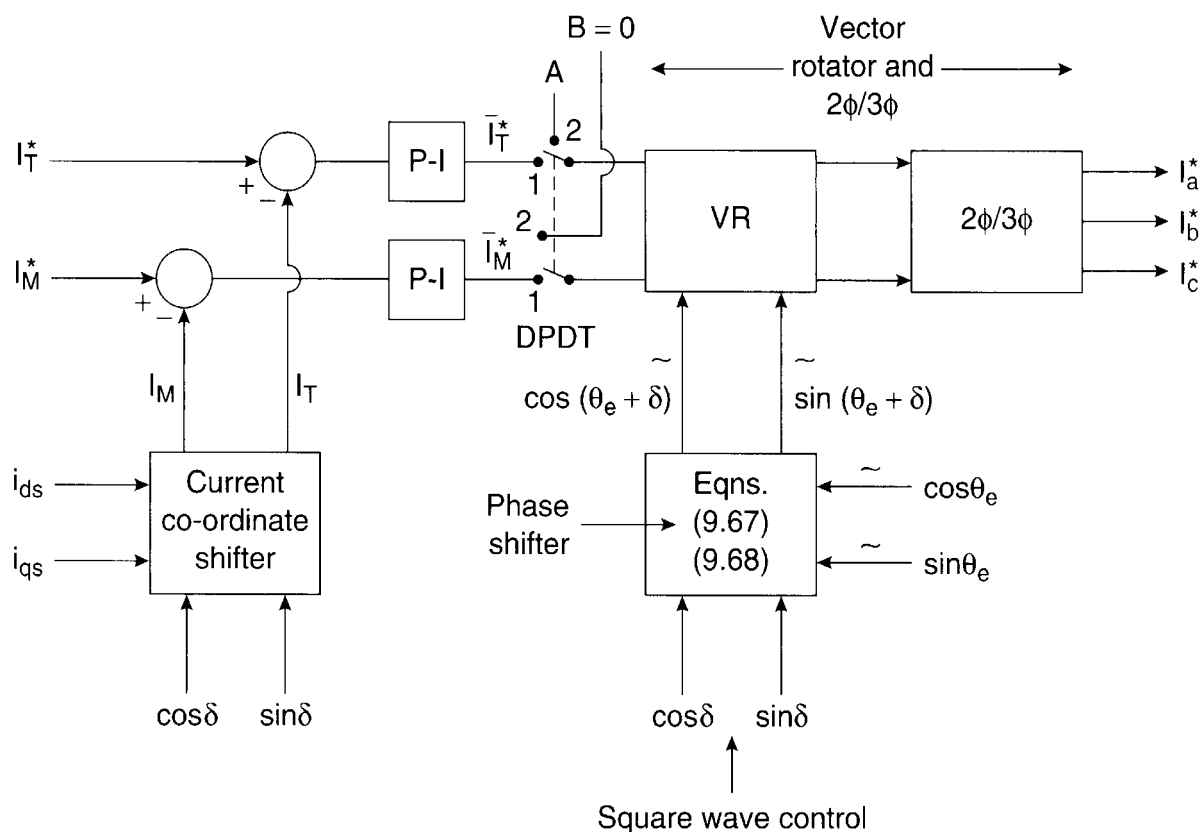 B = 0
Vector
rotator and
2ϕ/3ϕ
A
I*T
+
−
P-I
Ī*T
2
1
VR
2ϕ/3ϕ
I*a
I*b
I*c
I*M
+
−
P-I
2
Ī*M
1
DPDT
IM
IT
~
cos (θe + δ)
~
sin (θe + δ)
ids
iqs
Current
co-ordinate
shifter
Phase
shifter
Eqns.
(9.67)
(9.68)
~
cosθe
~
sinθe
cosδ
sinδ
cosδ
sinδ
Square wave control